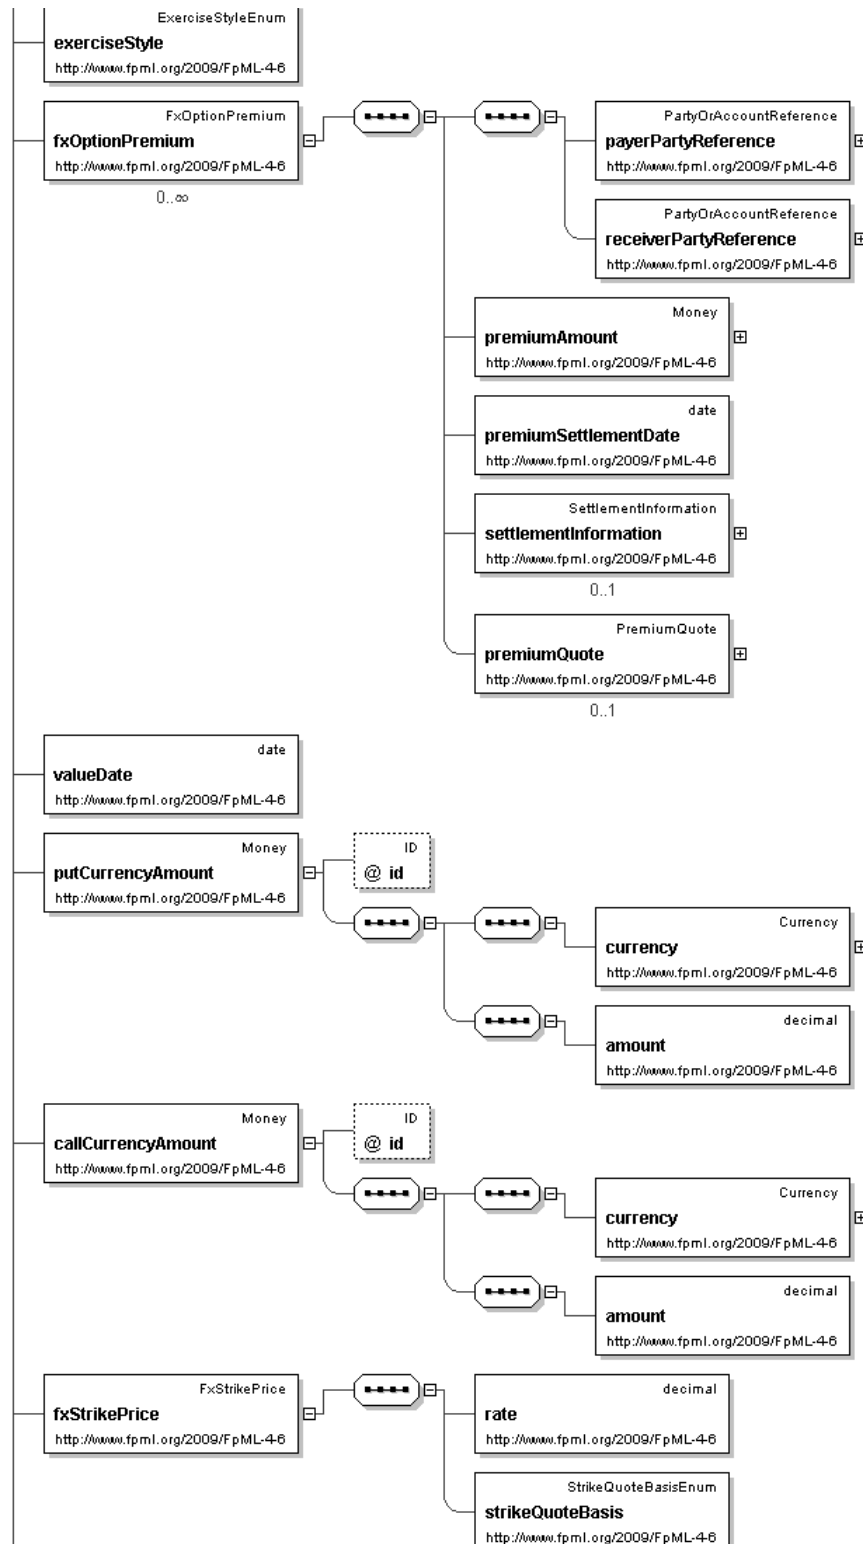 ExerciseStyleEnum
exerciseStyle
http://www.fpml.org/2009/FpML-4-6
FxOptionPremium
fxOptionPremium
http://www.fpml.org/2009/FpML-4-6
0..∞
PartyOrAccountReference
payerPartyReference
http://www.fpml.org/2009/FpML-4-6
PartyOrAccountReference
receiverPartyReference
http://www.fpml.org/2009/FpML-4-6
Money
premiumAmount
http://www.fpml.org/2009/FpML-4-6
date
premiumSettlementDate
http://www.fpml.org/2009/FpML-4-6
SettlementInformation
settlementInformation
http://www.fpml.org/2009/FpML-4-6
0..1
PremiumQuote
premiumQuote
http://www.fpml.org/2009/FpML-4-6
0..1
date
valueDate
http://www.fpml.org/2009/FpML-4-6
Money
putCurrencyAmount
http://www.fpml.org/2009/FpML-4-6
ID
@ id
Currency
currency
http://www.fpml.org/2009/FpML-4-6
decimal
amount
http://www.fpml.org/2009/FpML-4-6
Money
callCurrencyAmount
http://www.fpml.org/2009/FpML-4-6
ID
@ id
Currency
currency
http://www.fpml.org/2009/FpML-4-6
decimal
amount
http://www.fpml.org/2009/FpML-4-6
FxStrikePrice
fxStrikePrice
http://www.fpml.org/2009/FpML-4-6
decimal
rate
http://www.fpml.org/2009/FpML-4-6
StrikeQuoteBasisEnum
strikeQuoteBasis
http://www.fpml.org/2009/FpML-4-6